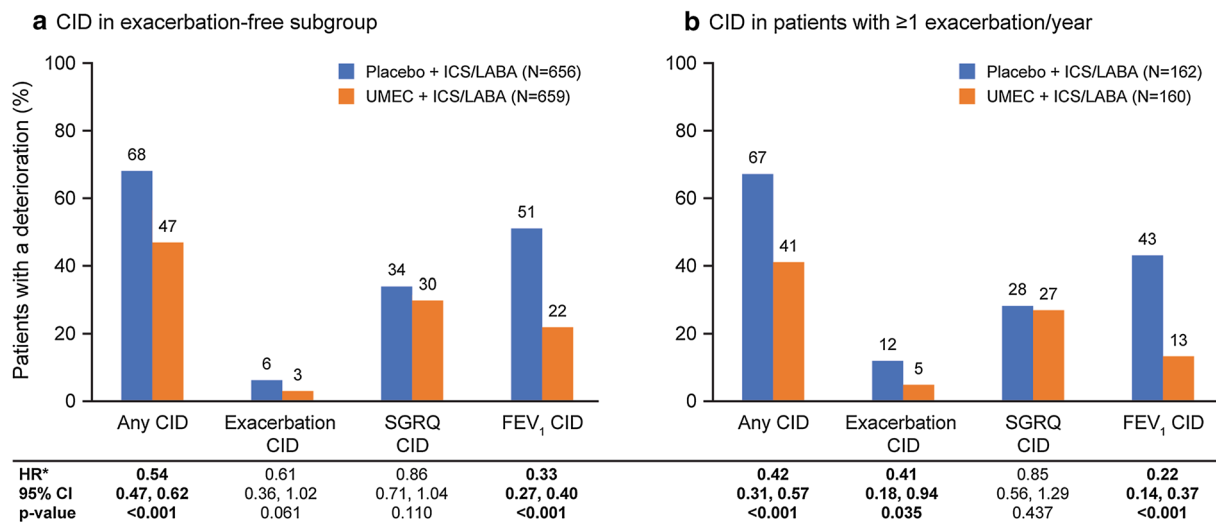 a CID in exacerbation-free subgroup
Patients with a deterioration (%)
100
80
60
40
20
0
Placebo + ICS/LABA (N=656)
UMEC + ICS/LABA (N=659)
68
47
6
3
34
30
51
22
Any CID
Exacerbation
CID
SGRQ
CID
FEV1 CID
b CID in patients with ≥1 exacerbation/year
100
80
60
40
20
0
Placebo + ICS/LABA (N=162)
UMEC + ICS/LABA (N=160)
67
41
12
5
28
27
43
13
Any CID
Exacerbation
CID
SGRQ
CID
FEV1 CID
HR* 0.54 0.61 0.86 0.33 0.42 0.41 0.85 0.22
95% CI 0.47, 0.62 0.36, 1.02 0.71, 1.04 0.27, 0.40 0.31, 0.57 0.18, 0.94 0.56, 1.29 0.14, 0.37
p-value <0.001 0.061 0.110 <0.001 <0.001 0.035 0.437 <0.001